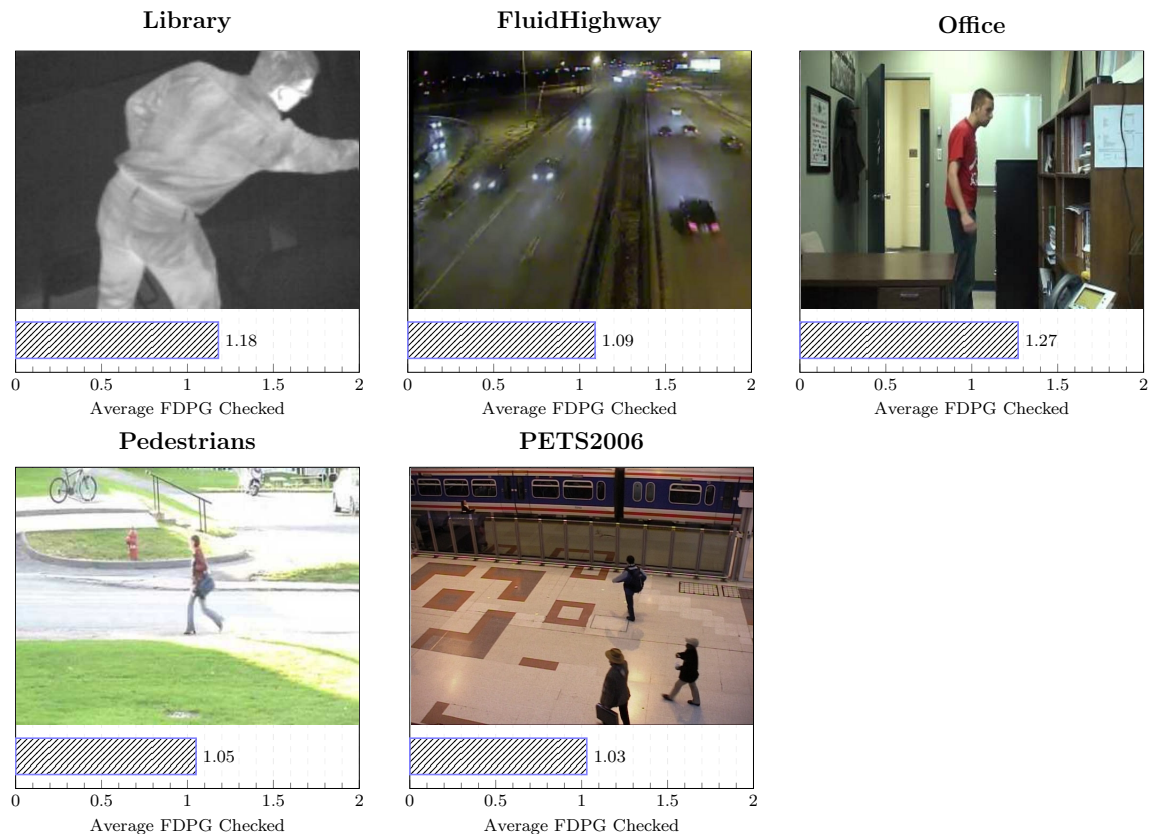 Library
FluidHighway
Office
1.18
1.09
1.27
0 0.5 1 1.5 2
0 0.5 1 1.5 2
0 0.5 1 1.5 2
Average FDPG Checked
Average FDPG Checked
Average FDPG Checked
Pedestrians
PETS2006
1.05
1.03
0 0.5 1 1.5 2
0 0.5 1 1.5 2
Average FDPG Checked
Average FDPG Checked